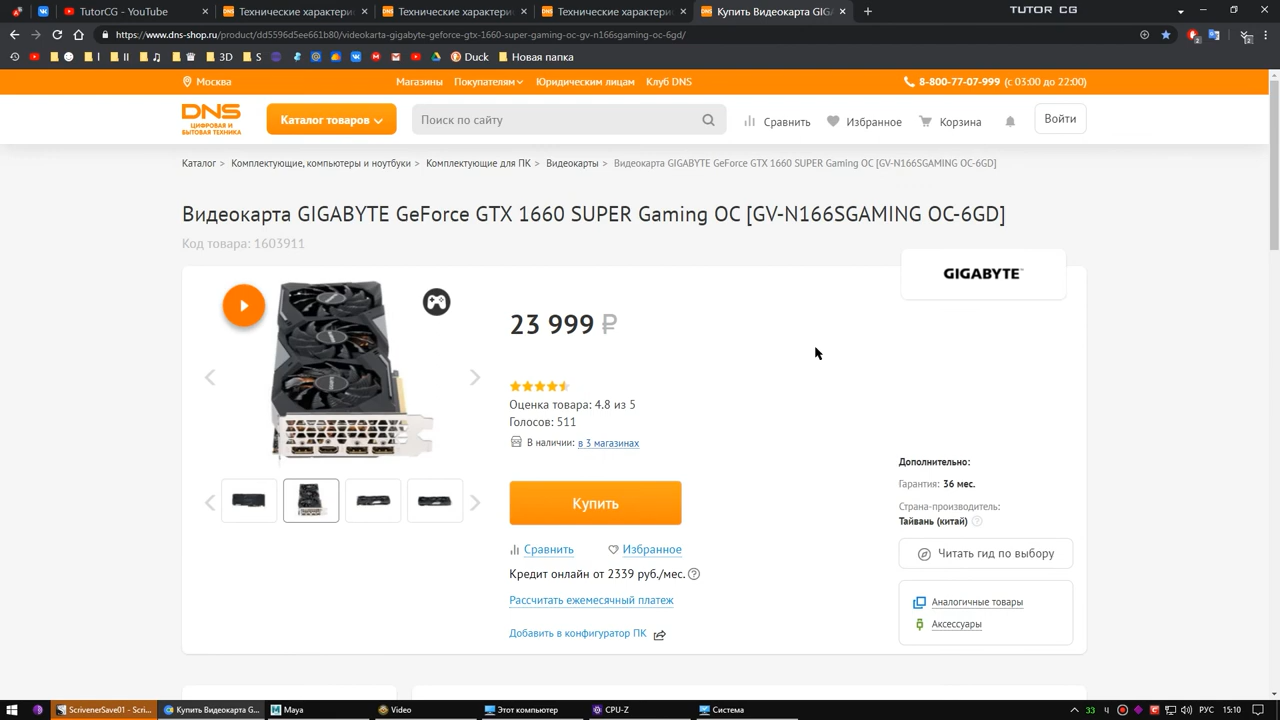 TutorCG - YouTube
Технические характери
Технические характери
Технические характери
Купить Видеокарта GIG
TUTOR CG
https://www.dns-shop.ru/product/dd5596d5ee661b80/videokarta-gigabyte-geforce-gtx-1660-super-gaming-oc-gv-n166sgaming-oc-6gd/
II
II
3D
S
Duck
Новая папка
Москва
Магазины
Покупателям
Юридическим лицам
Клуб DNS
8-800-77-07-999 (с 03:00 до 22:00)
DNS
ЦИФРОВАЯ И
БЫТОВАЯ ТЕХНИКА
Каталог товаров
Поиск по сайту
Сравнить
Избранное
Корзина
Войти
Каталог > Комплектующие, компьютеры и ноутбуки > Комплектующие для ПК > Видеокарты > Видеокарта GIGABYTE GeForce GTX 1660 SUPER Gaming OC [GV-N166SGAMING OC-6GD]
Видеокарта GIGABYTE GeForce GTX 1660 SUPER Gaming OC [GV-N166SGAMING OC-6GD]
Код товара: 1603911
GIGABYTE
23 999 ₽
Оценка товара: 4.8 из 5
Голосов: 511
В наличии: в 3 магазинах
Купить
Сравнить
Избранное
Кредит онлайн от 2339 руб./мес.
Рассчитать ежемесячный платеж
Добавить в конфигуратор ПК
Дополнительно:
Гарантия: 36 мес.
Страна-производитель:
Тайвань (китай)
Читать гид по выбору
Аналогичные товары
Аксессуары
ScrivenerSave01 - Scri...
Купить Видеокарта G...
Maya
Video
Этот компьютер
CPU-Z
Система
33
РУС
15:10